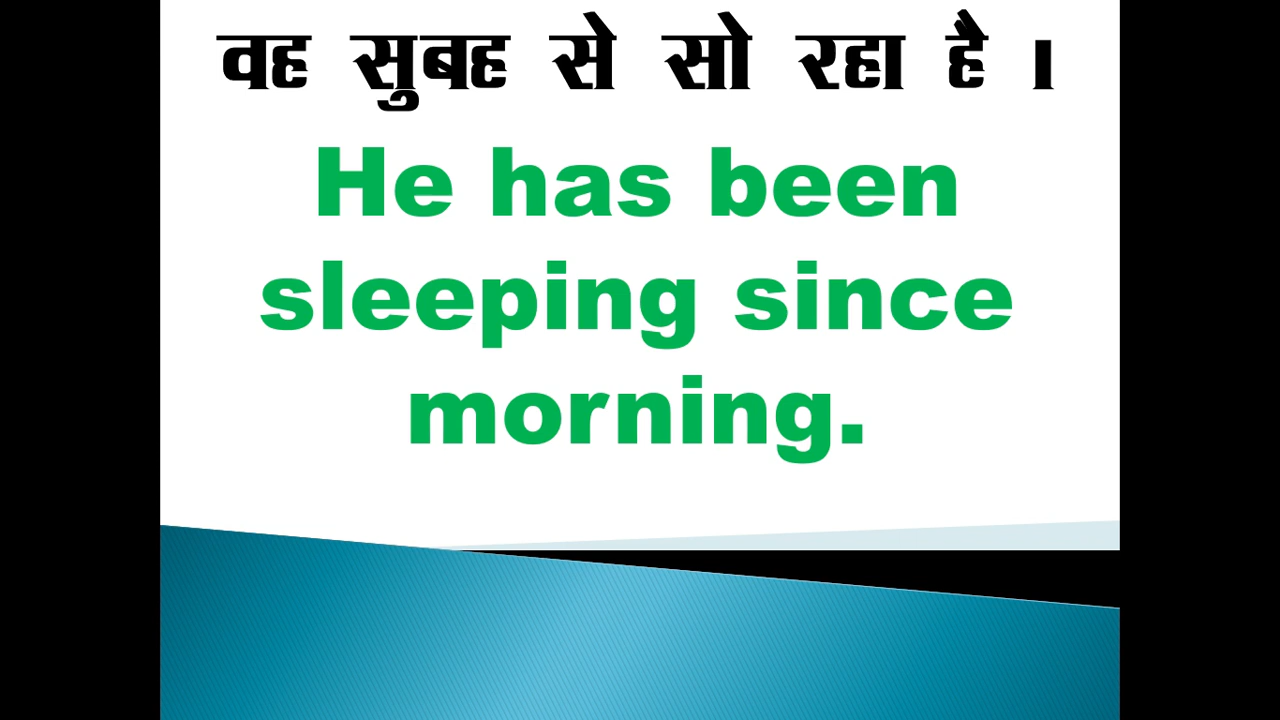 वह सुबह से सो रहा है ।
He has been
sleeping since
morning.